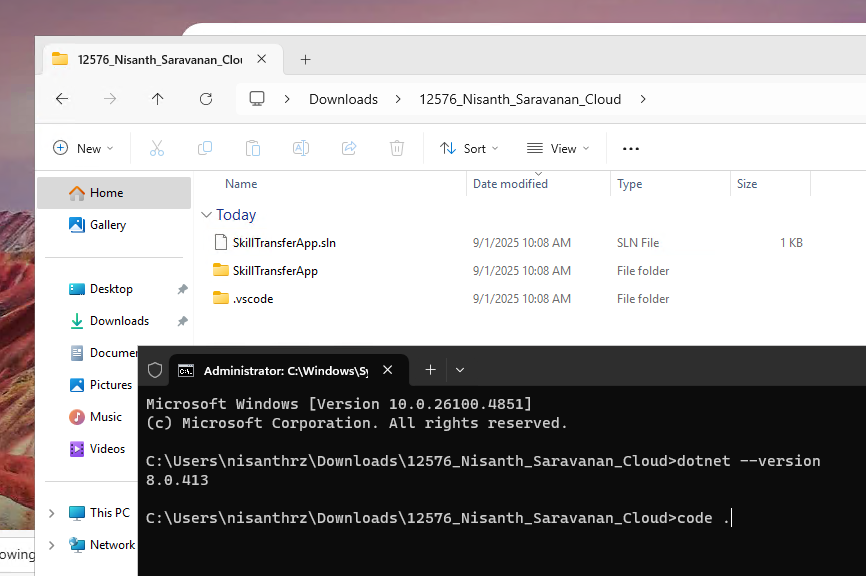 12576_Nisanth_Saravanan_Clou
Downloads 12576_Nisanth_Saravanan_Cloud
New Sort View
Name Date modified Type Size
Home
Gallery
Today
SkillTransferApp.sln 9/1/2025 10:08 AM SLN File 1 KB
SkillTransferApp 9/1/2025 10:08 AM File folder
.vscode 9/1/2025 10:08 AM File folder
Desktop
Downloads
Documen
Pictures
Music
Videos
This PC
Network
owing
Administrator: C:\Windows\Sy
Microsoft Windows [Version 10.0.26100.4851]
(c) Microsoft Corporation. All rights reserved.
C:\Users\nisanthrz\Downloads\12576_Nisanth_Saravanan_Cloud>dotnet --version
8.0.413
C:\Users\nisanthrz\Downloads\12576_Nisanth_Saravanan_Cloud>code .